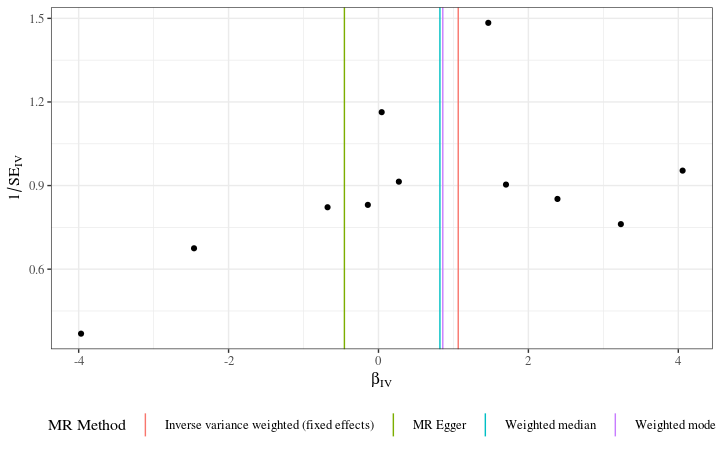 1.5
1.2
0.9
0.6
1/SE_IV
-4
-2
0
2
4
β_IV
MR Method
Inverse variance weighted (fixed effects)
MR Egger
Weighted median
Weighted mode